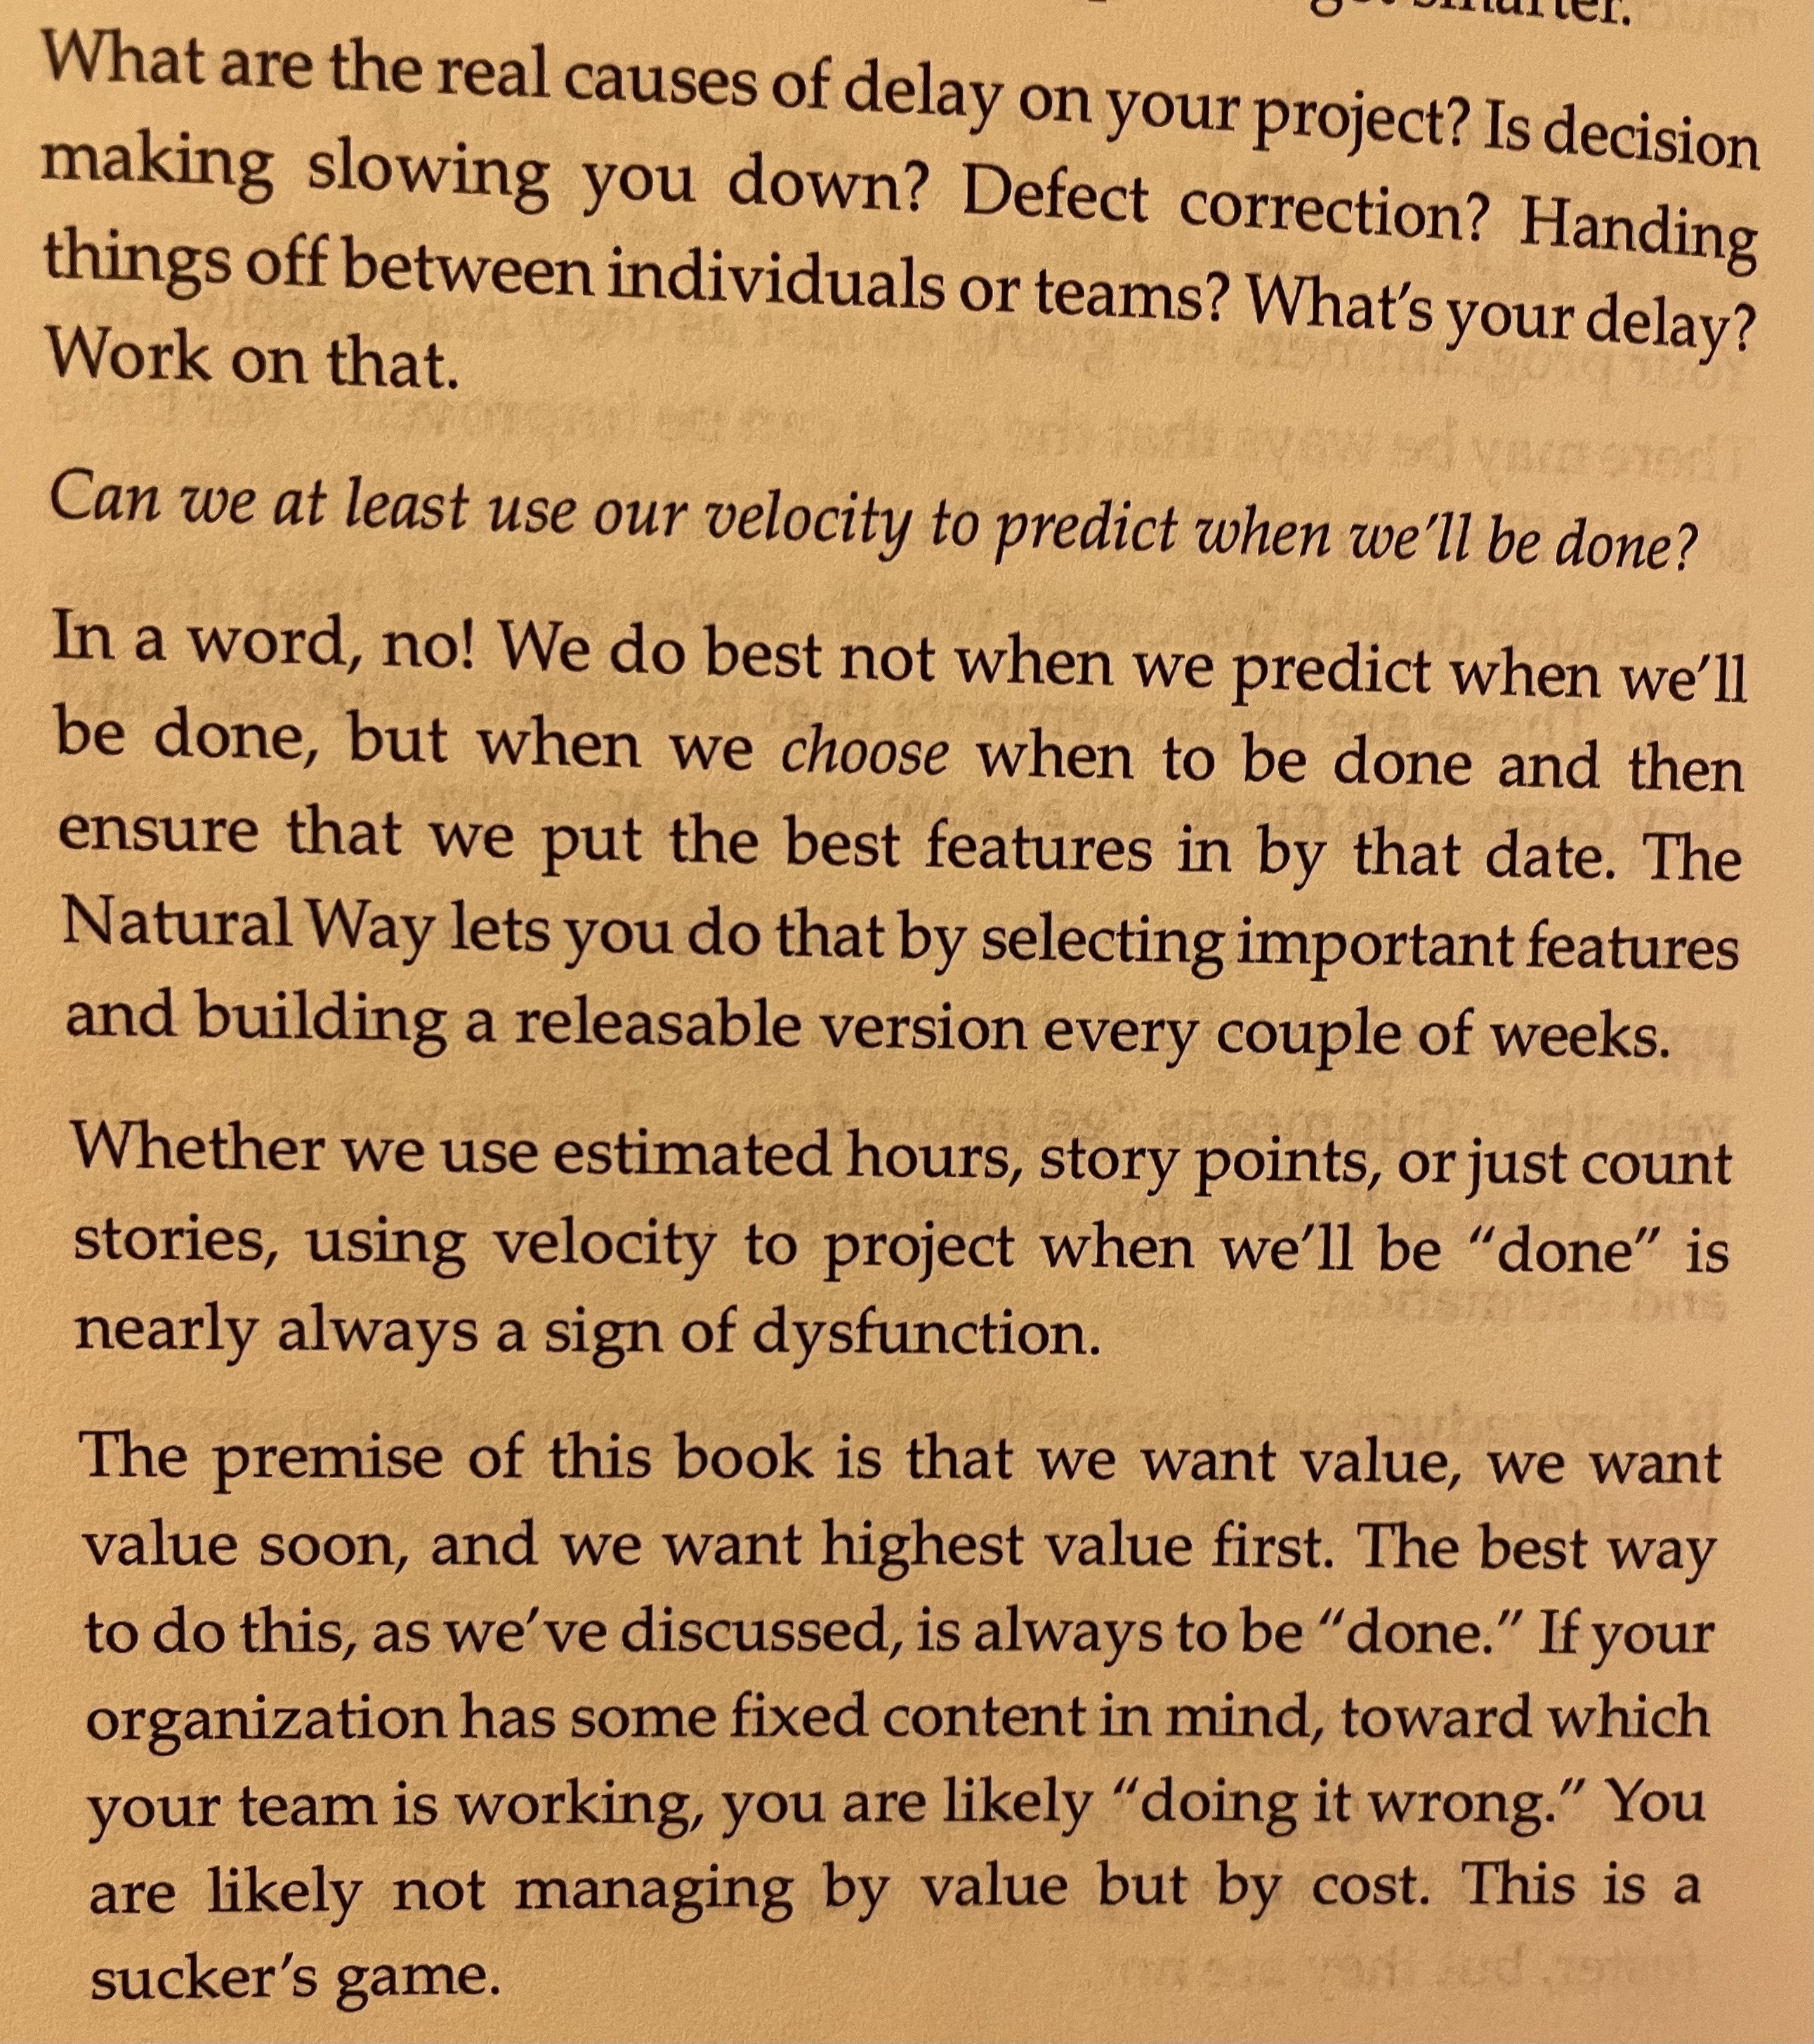 smarter.
What are the real causes of delay on your project? Is decision
making slowing you down? Defect correction? Handing
things off between individuals or teams? What’s your delay?
Work on that.
Can we at least use our velocity to predict when we’ll be done?
In a word, no! We do best not when we predict when we’ll
be done, but when we choose when to be done and then
ensure that we put the best features in by that date. The
Natural Way lets you do that by selecting important features
and building a releasable version every couple of weeks.
Whether we use estimated hours, story points, or just count
stories, using velocity to project when we’ll be “done” is
nearly always a sign of dysfunction.
The premise of this book is that we want value, we want
value soon, and we want highest value first. The best way
to do this, as we’ve discussed, is always to be “done.” If your
organization has some fixed content in mind, toward which
your team is working, you are likely “doing it wrong.” You
are likely not managing by value but by cost. This is a
sucker’s game.